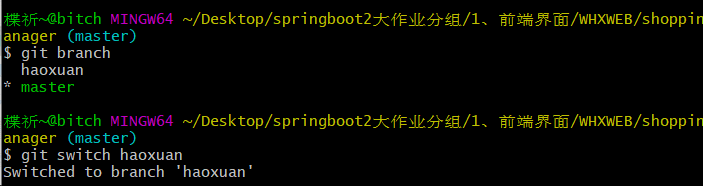 楪祈~@bitch MINGW64 ~/Desktop/springboot2大作业分组/1、前端界面/WHXWEB/shoppin
anager (master)
$ git branch
  haoxuan
* master
楪祈~@bitch MINGW64 ~/Desktop/springboot2大作业分组/1、前端界面/WHXWEB/shoppin
anager (master)
$ git switch haoxuan
Switched to branch 'haoxuan'